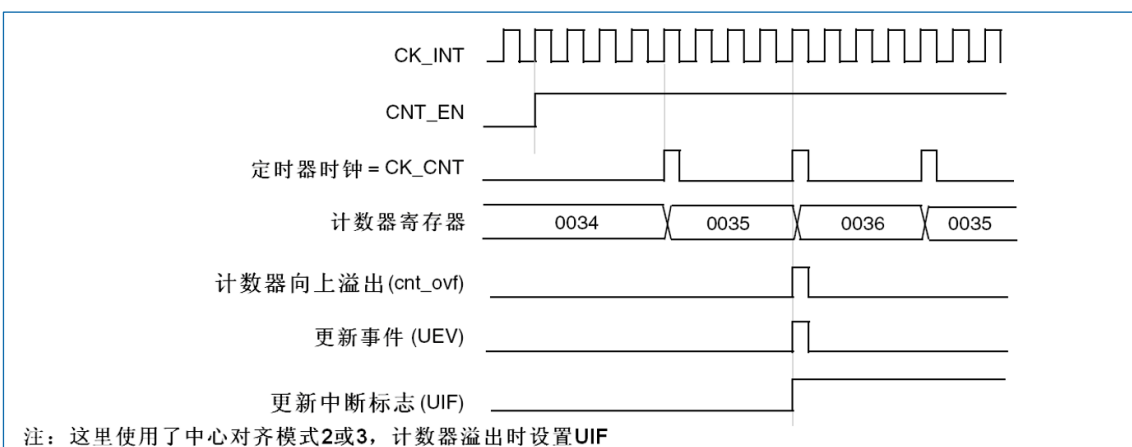 CK_INT
CNT_EN
定时器时钟 = CK_CNT
计数器寄存器 0034 0035 0036 0035
计数器向上溢出(cnt_ovf)
更新事件 (UEV)
更新中断标志(UIF)
注：这里使用了中心对齐模式2或3，计数器溢出时设置UIF